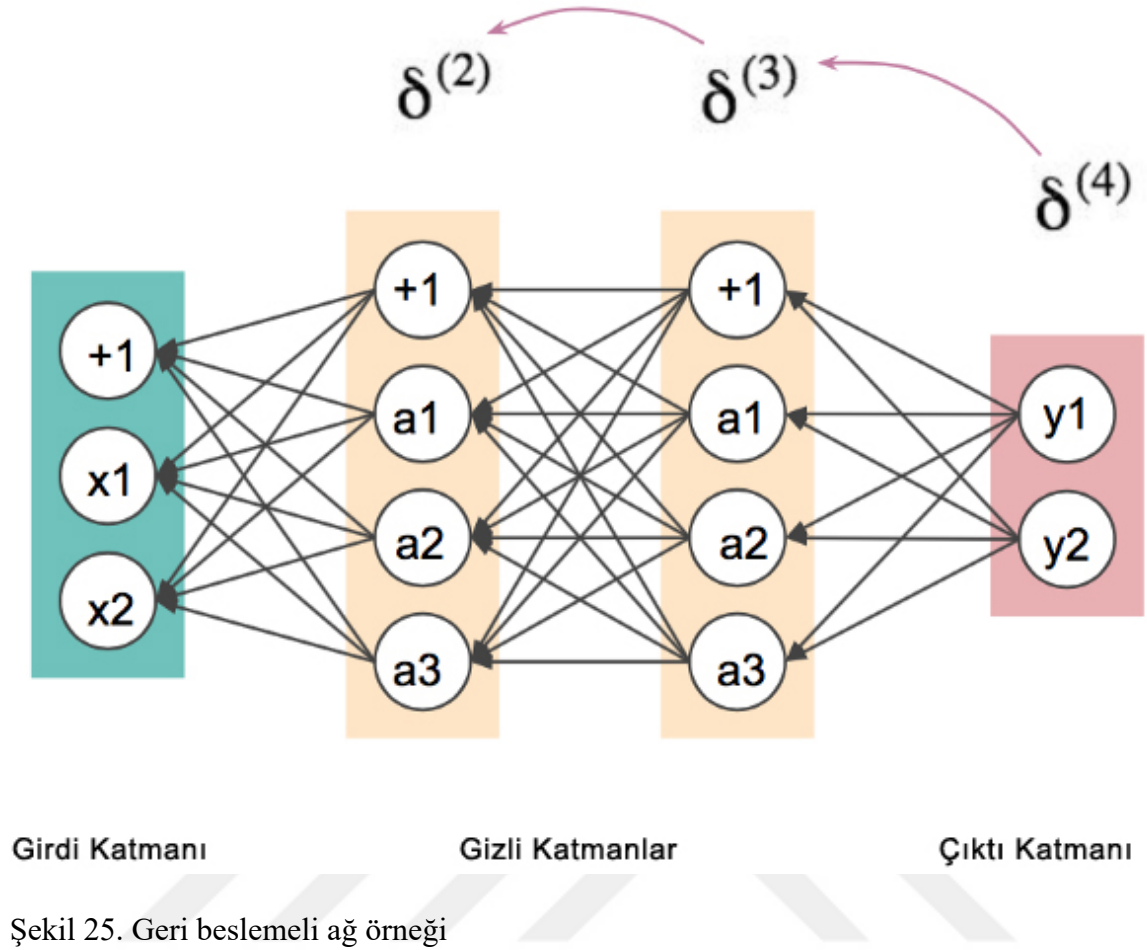 δ(2) δ(3)
δ(4)
+1 +1
+1
a1 a1 y1
x1
a2 a2 y2
x2
a3 a3
Girdi Katmanı Gizli Katmanlar Çıktı Katmanı
Şekil 25. Geri beslemeli ağ örneği